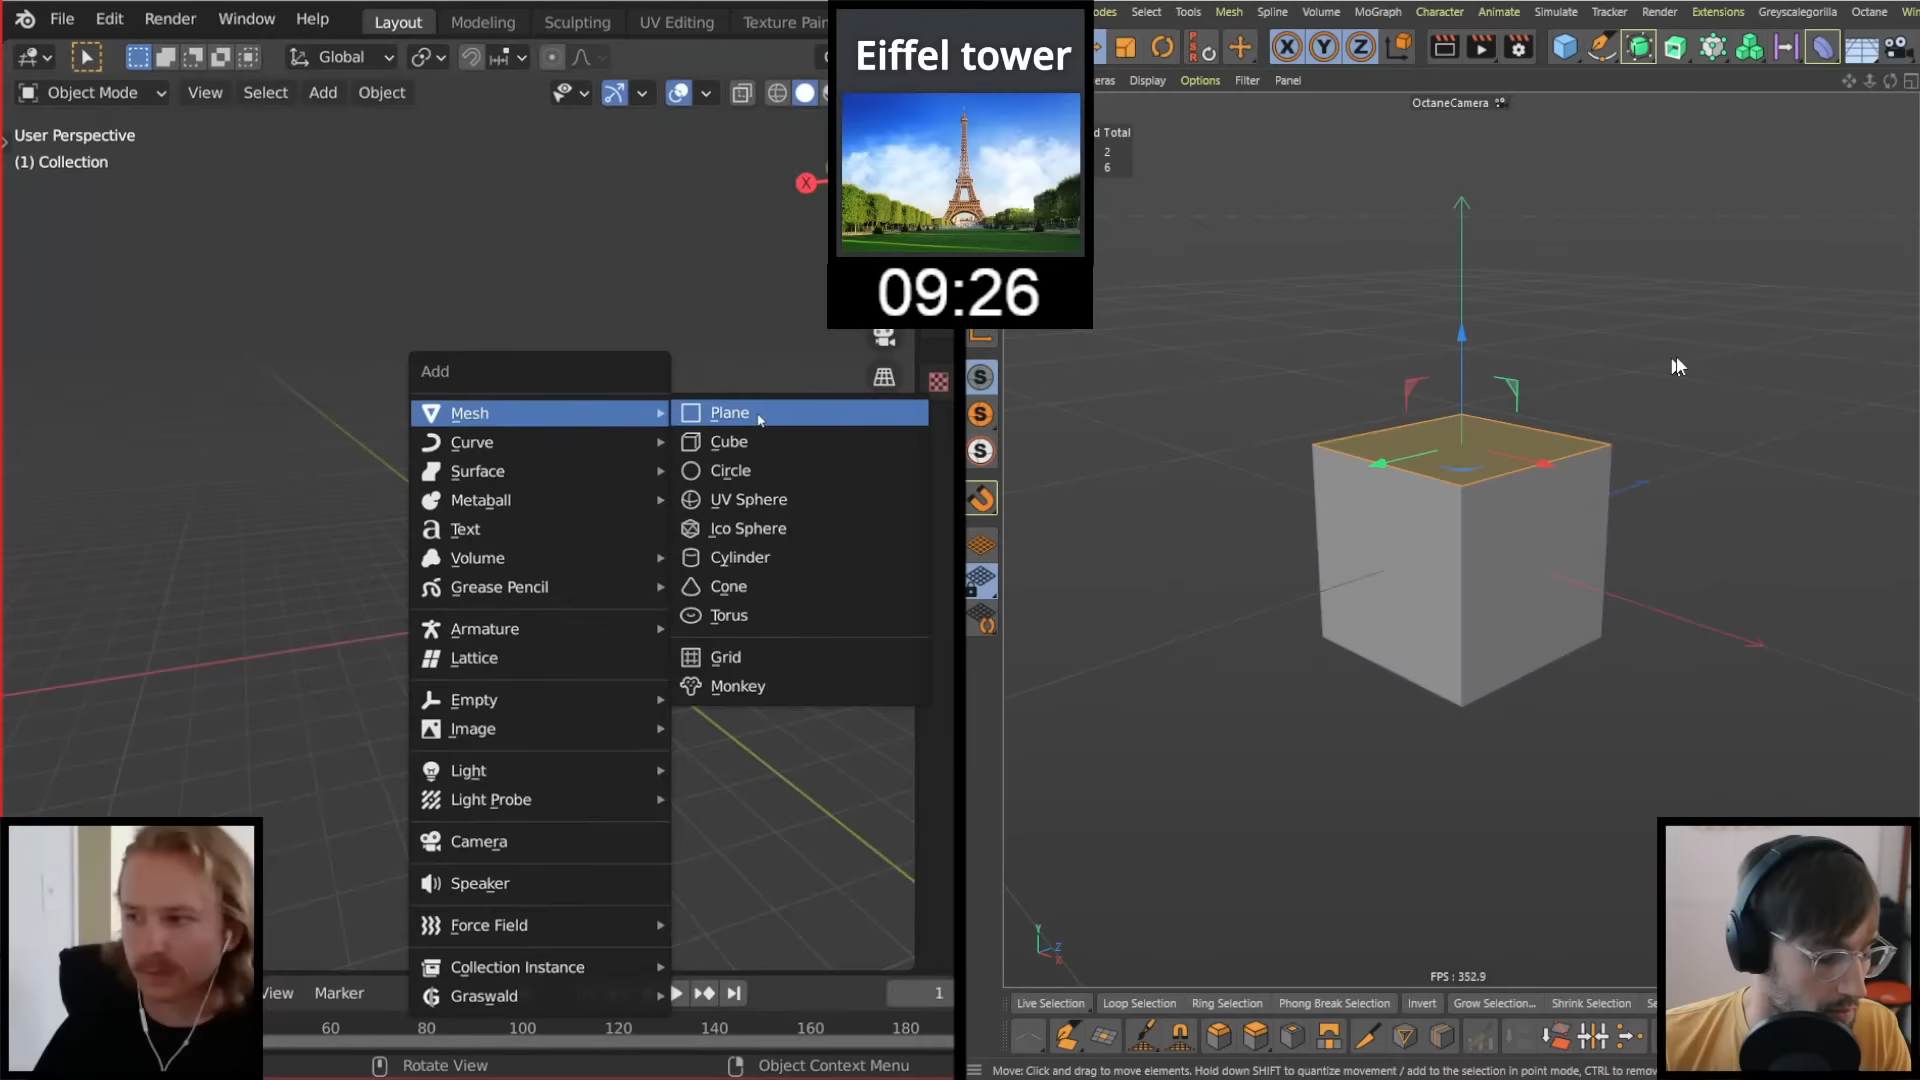 File Edit Render Window Help
Layout Modeling Sculpting UV Editing Texture Pain
Global
Object Mode View Select Add Object
User Perspective
(1) Collection
X
Eiffel tower
09:26
Add
Mesh
Curve
Surface
Metaball
Text
Volume
Grease Pencil
Armature
Lattice
Empty
Image
Light
Light Probe
Camera
Speaker
Force Field
Collection Instance
Graswald
Plane
Cube
Circle
UV Sphere
Ico Sphere
Cylinder
Cone
Torus
Grid
Monkey
View Marker
1
60 80 100 120 140 160 180
Rotate View Object Context Menu
odes Select Tools Mesh Spline Volume MoGraph Character Animate Simulate Tracker Render Extensions Greyscalegorilla Octane Win
PSR X Y Z
eras Display Options Filter Panel
OctaneCamera
d Total
2
6
S
S
S
Y
Z
X
FPS : 352.9
Live Selection Loop Selection Ring Selection Phong Break Selection Invert Grow Selection... Shrink Selection Se
Move: Click and drag to move elements. Hold down SHIFT to quantize movement / add to the selection in point mode, CTRL to remov